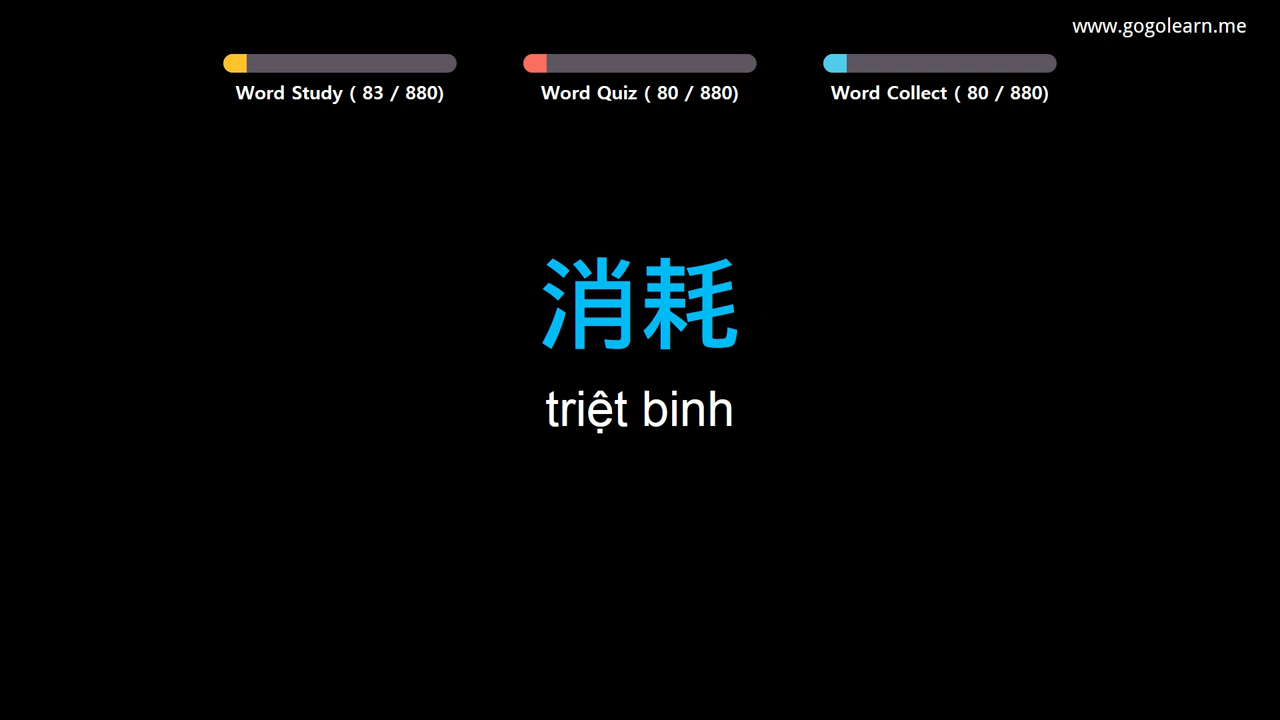 www.gogolearn.me
Word Study ( 83 / 880)
Word Quiz ( 80 / 880)
Word Collect ( 80 / 880)
消耗
triệt binh